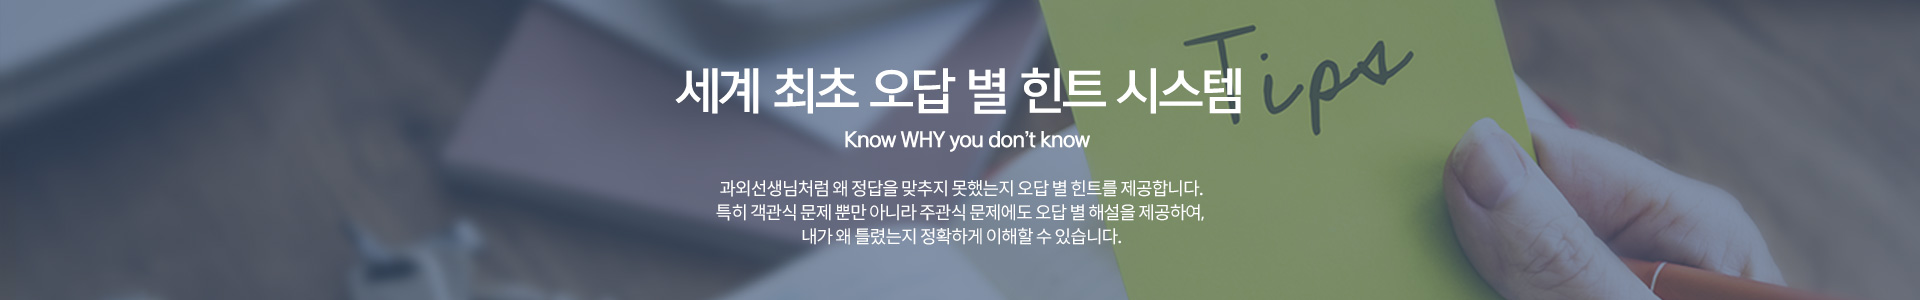 세계 최초 오답 별 힌트 시스템
Tips
Know WHY you don't know
과외선생님처럼 왜 정답을 맞추지 못했는지 오답 별 힌트를 제공합니다.
특히 객관식 문제 뿐만 아니라 주관식 문제에도 오답 별 해설을 제공하여,
내가 왜 틀렸는지 정확하게 이해할 수 있습니다.